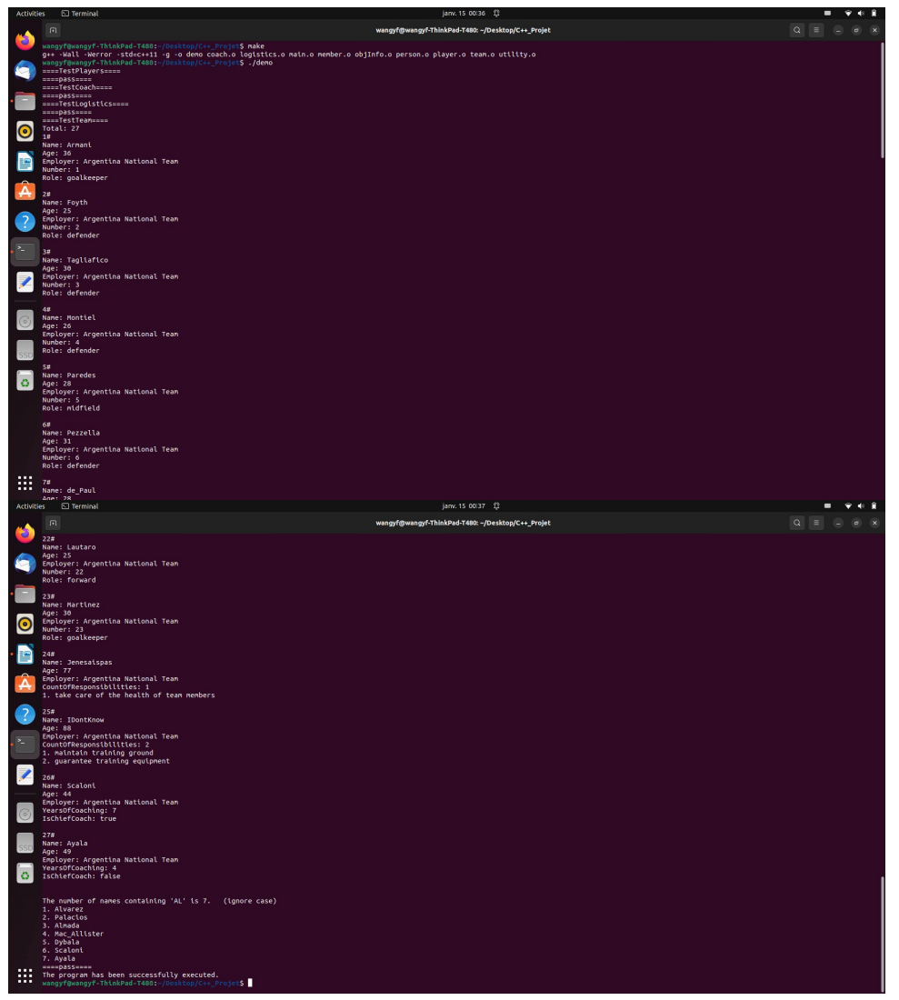 Activities Terminal janv. 15 00:36
wangyf@wangyf-ThinkPad-T480: ~/Desktop/C++_Projet
wangyf@wangyf-ThinkPad-T480:~/Desktop/C++_Projet$ make
g++ -Wall -Werror -std=c++11 -g -o demo coach.o logistics.o main.o member.o objInfo.o person.o player.o team.o utility.o
wangyf@wangyf-ThinkPad-T480:~/Desktop/C++_Projet$ ./demo
====TestPlayers====
====pass====
====TestCoach====
====pass====
====TestLogistics====
====pass====
====TestTeam====
Total: 27
1#
Name: Armani
Age: 36
Employer: Argentina National Team
Number: 1
Role: goalkeeper
2#
Name: Foyth
Age: 25
Employer: Argentina National Team
Number: 2
Role: defender
3#
Name: Tagliafico
Age: 30
Employer: Argentina National Team
Number: 3
Role: defender
4#
Name: Montiel
Age: 26
Employer: Argentina National Team
Number: 4
Role: defender
5#
Name: Paredes
Age: 28
Employer: Argentina National Team
Number: 5
Role: midfield
6#
Name: Pezzella
Age: 31
Employer: Argentina National Team
Number: 6
Role: defender
7#
Name: de_Paul
Age: 28
Activities Terminal janv. 15 00:37
wangyf@wangyf-ThinkPad-T480: ~/Desktop/C++_Projet
22#
Name: Lautaro
Age: 25
Employer: Argentina National Team
Number: 22
Role: forward
23#
Name: Martinez
Age: 30
Employer: Argentina National Team
Number: 23
Role: goalkeeper
24#
Name: Jenesaispas
Age: 77
Employer: Argentina National Team
CountOfResponsibilities: 1
1. take care of the health of team members
25#
Name: IDontKnow
Age: 88
Employer: Argentina National Team
CountOfResponsibilities: 2
1. maintain training ground
2. guarantee training equipment
26#
Name: Scaloni
Age: 44
Employer: Argentina National Team
YearsOfCoaching: 7
IsChiefCoach: true
27#
Name: Ayala
Age: 49
Employer: Argentina National Team
YearsOfCoaching: 4
IsChiefCoach: false
The number of names containing 'AL' is 7. (ignore case)
1. Alvarez
2. Palacios
3. Almada
4. Mac_Allister
5. Dybala
6. Scaloni
7. Ayala
====pass====
The program has been successfully executed.
wangyf@wangyf-ThinkPad-T480:~/Desktop/C++_Projet$